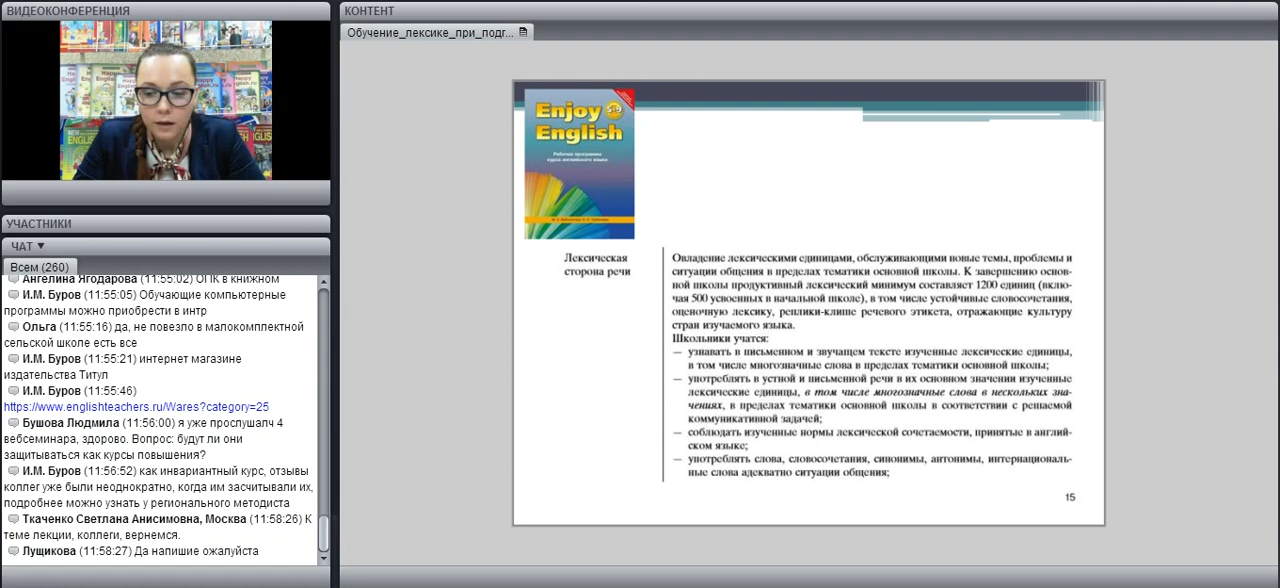 ВИДЕОКОНФЕРЕНЦИЯ
УЧАСТНИКИ
ЧАТ ▼
Всем (260)
Ангелина Ягодарова (11:55:02) ОПК в книжном
И.М. Буров (11:55:05) Обучающие компьютерные
программы можно приобрести в интр
Ольга (11:55:16) да, не повезло в малокомплектной
сельской школе есть все
И.М. Буров (11:55:21) интернет магазине
издательства Титул
И.М. Буров (11:55:46)
https://www.englishteachers.ru/Wares?category=25
Бушова Людмила (11:56:00) я уже прослушалч 4
вебсеминара, здорово. Вопрос: будут ли они
защитываться как курсы повышения?
И.М. Буров (11:56:52) как инвариантный курс, отзывы
коллег уже были неоднократно, когда им засчитывали их,
подробнее можно узнать у регионального методиста
Ткаченко Светлана Анисимовна, Москва (11:58:26) К
теме лекции, коллеги, вернемся.
Лущикова (11:58:27) Да напишие ожалуйста
КОНТЕНТ
Обучение_лексике_при_подг...
Enjoy
English
Рабочая программа
курса английского языка
Лексическая
сторона речи
Овладение лексическими единицами, обслуживающими новые темы, проблемы и
ситуации общения в пределах тематики основной школы. К завершению основ-
ной школы продуктивный лексический минимум составляет 1200 единиц (вклю-
чая 500 усвоенных в начальной школе), в том числе устойчивые словосочетания,
оценочную лексику, реплики-клише речевого этикета, отражающие культуру
стран изучаемого языка.
Школьники учатся:
— узнавать в письменном и звучащем тексте изученные лексические единицы,
в том числе многозначные слова в пределах тематики основной школы;
— употреблять в устной и письменной речи в их основном значении изученные
лексические единицы, в том числе многозначные слова в нескольких зна-
чениях, в пределах тематики основной школы в соответствии с решаемой
коммуникативной задачей;
— соблюдать изученные нормы лексической сочетаемости, принятые в англий-
ском языке;
— употреблять слова, словосочетания, синонимы, антонимы, интернациональ-
ные слова адекватно ситуации общения;
15